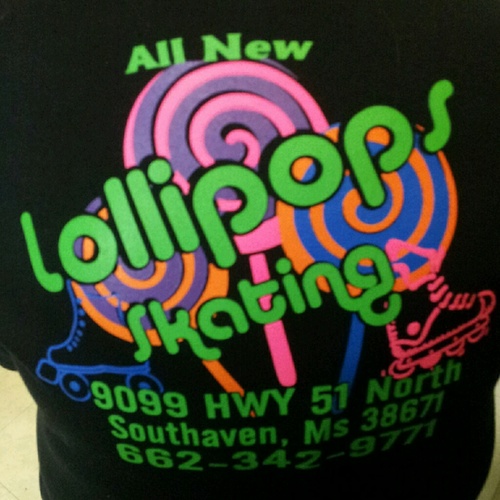 All New
lollipops
skating
9099 HWY 51 North
Southaven, Ms 38671
662-342-9771